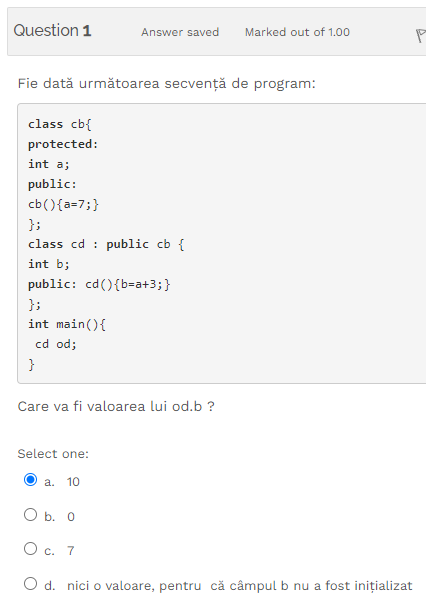 Question 1 Answer saved Marked out of 1.00
Fie dată următoarea secvență de program:
class cb{
protected:
int a;
public:
cb(){a=7;}
};
class cd : public cb {
int b;
public: cd(){b=a+3;}
};
int main(){
cd od;
}
Care va fi valoarea lui od.b ?
Select one:
a. 10
b. 0
c. 7
d. nici o valoare, pentru că câmpul b nu a fost inițializat